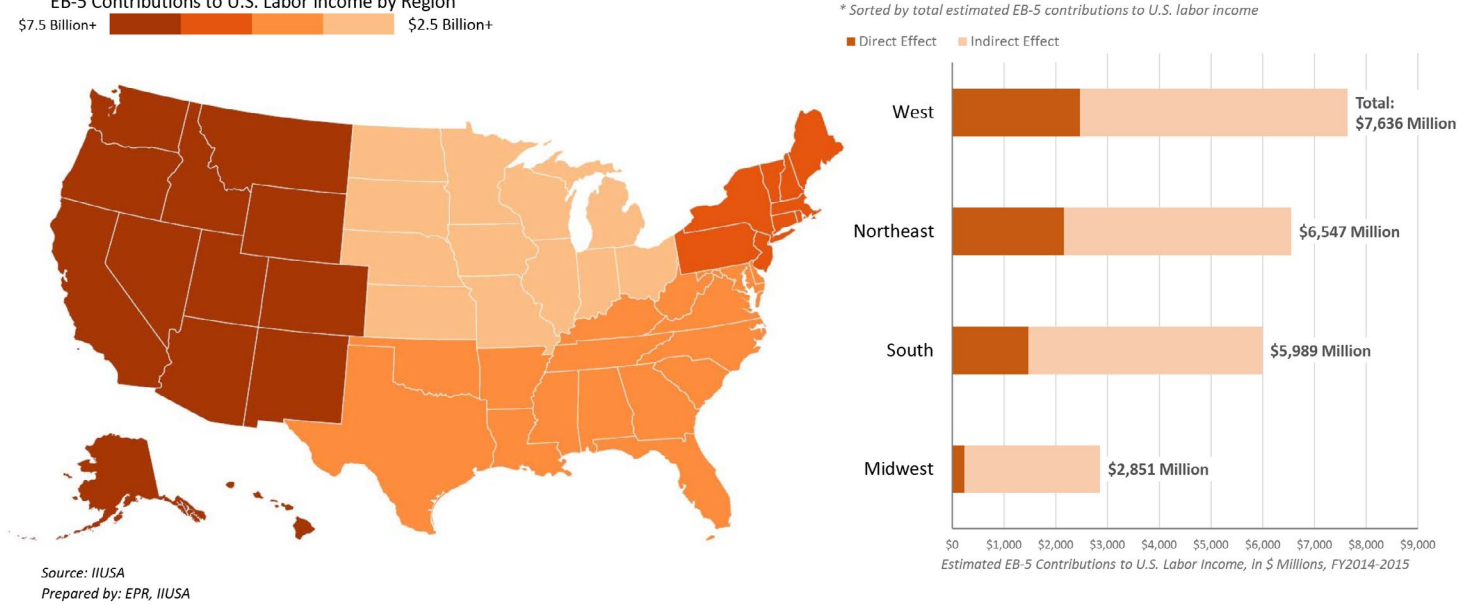 EB-5 Contributions to U.S. Labor Income by Region
$7.5 Billion+
$2.5 Billion+
Source: IIUSA
Prepared by: EPR, IIUSA
* Sorted by total estimated EB-5 contributions to U.S. labor income
Direct Effect
Indirect Effect
West
Total:
$7,636 Million
Northeast
$6,547 Million
South
$5,989 Million
Midwest
$2,851 Million
$0 $1,000 $2,000 $3,000 $4,000 $5,000 $6,000 $7,000 $8,000 $9,000
Estimated EB-5 Contributions to U.S. Labor Income, in $ Millions, FY2014-2015